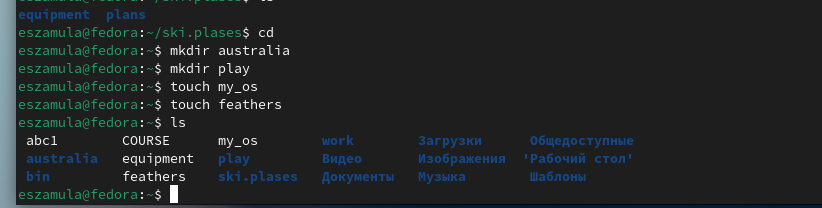 equipment  plans
eszamula@fedora:~/ski.plases$ cd
eszamula@fedora:~$ mkdir australia
eszamula@fedora:~$ mkdir play
eszamula@fedora:~$ touch my_os
eszamula@fedora:~$ touch feathers
eszamula@fedora:~$ ls
abc1 COURSE my_os work Загрузки Общедоступные
australia equipment play Видео Изображения 'Рабочий стол'
bin feathers ski.plases Документы Музыка Шаблоны
eszamula@fedora:~$